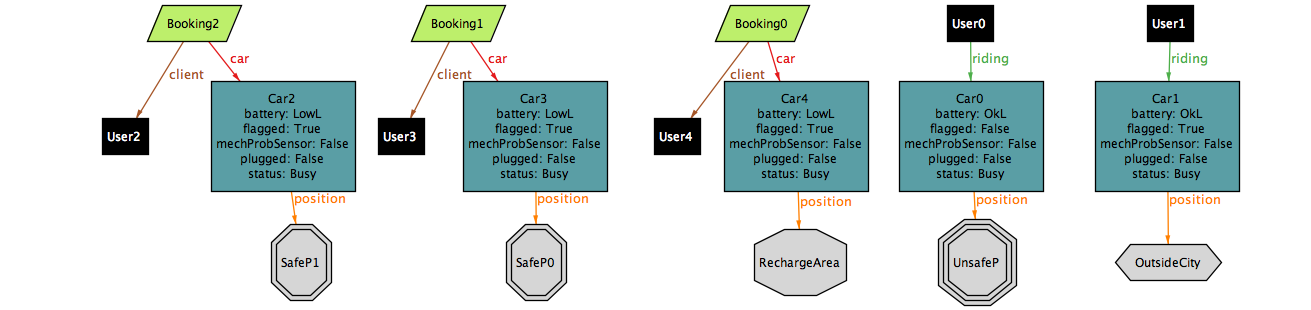 Booking2
Booking1
Booking0
User0
User1
client
car
client
car
client
car
riding
riding
User2
Car2
battery: LowL
flagged: True
mechProbSensor: False
plugged: False
status: Busy
User3
Car3
battery: LowL
flagged: True
mechProbSensor: False
plugged: False
status: Busy
User4
Car4
battery: LowL
flagged: True
mechProbSensor: False
plugged: False
status: Busy
Car0
battery: OkL
flagged: False
mechProbSensor: False
plugged: False
status: Busy
Car1
battery: OkL
flagged: True
mechProbSensor: False
plugged: False
status: Busy
position
position
position
position
position
SafeP1
SafeP0
RechargeArea
UnsafeP
OutsideCity